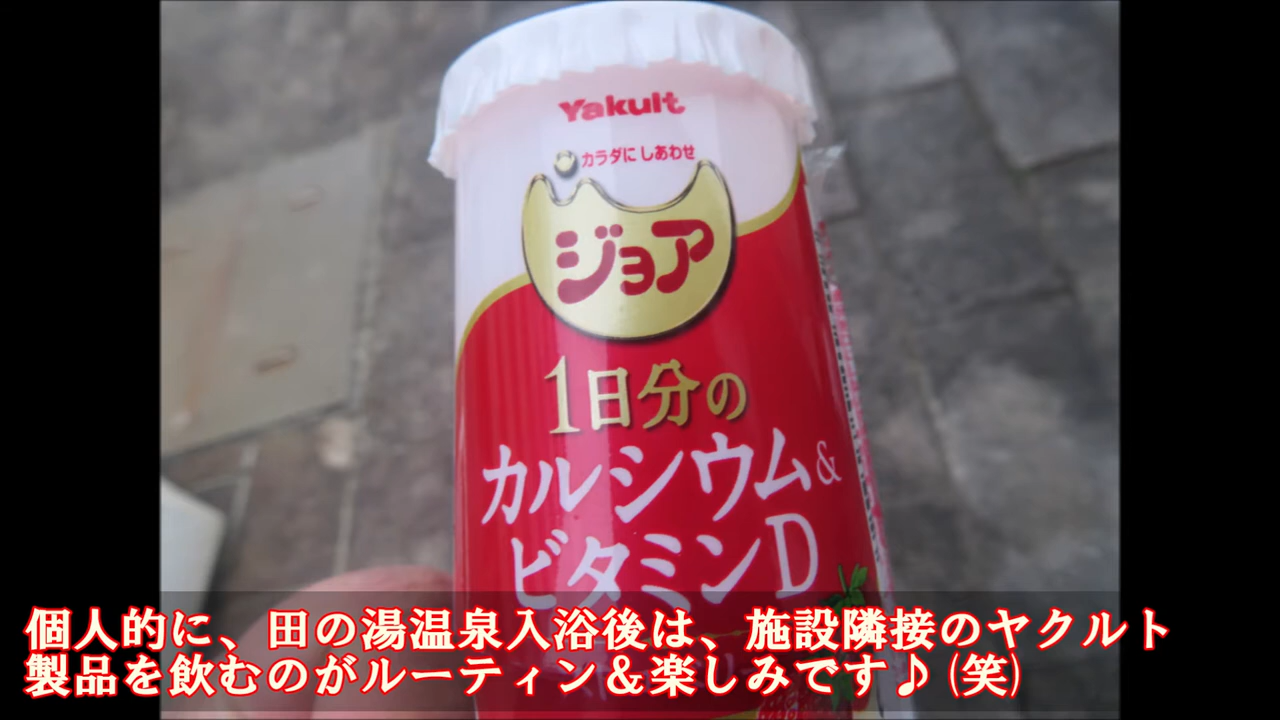 Yakult
カラダに しあわせ
ジョア
1日分の
カルシウム&
ビタミンD
個人的に、田の湯温泉入浴後は、施設隣接のヤクルト
製品を飲むのがルーティン＆楽しみです♪(笑)